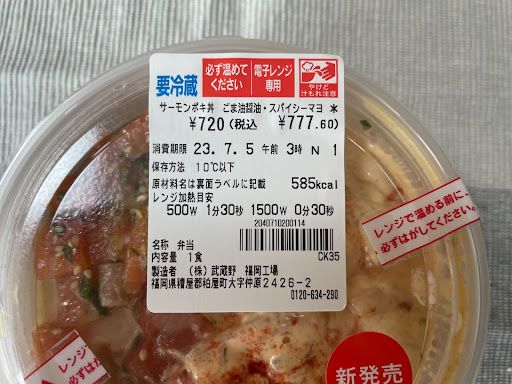 要冷蔵
必ず温めて
ください
電子レンジ
専用
やけど
汁もれ注意
サーモンポキ丼 ごま油醤油・スパイシーマヨ *
¥720(税込 ¥777.60)
消費期限 23.7.5 午前 3時 N 1
保存方法 10℃以下
原材料名は裏面ラベルに記載 585kcal
レンジ加熱目安
500W 1分30秒 1500W 0分30秒
2040710200114
名称 弁当
内容量 1食 CK35
製造者 (株)武蔵野 福岡工場
福岡県糟屋郡粕屋町大字仲原2426-2
0120-634-290
レンジで温める前に、
必ずはがしてください。
レンジ
必ずは
新発売